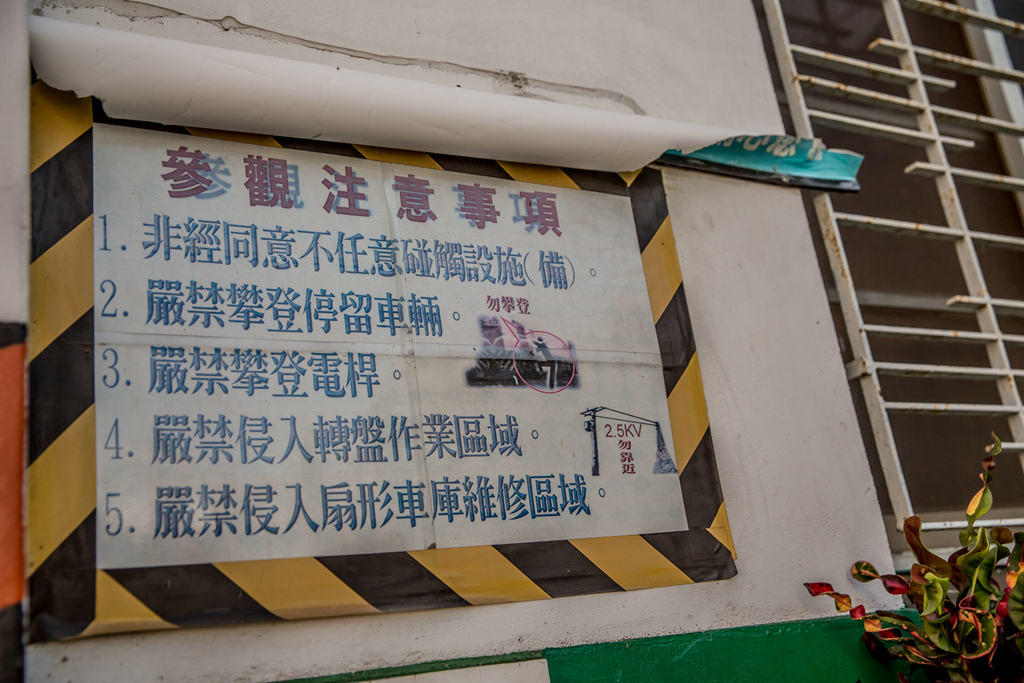 參觀注意事項
1. 非經同意不任意碰觸設施(備)。
2. 嚴禁攀登停留車輛。
勿攀登
3. 嚴禁攀登電桿。
4. 嚴禁侵入轉盤作業區域。
2.5KV
勿靠近
5. 嚴禁侵入扇形車庫維修區域。